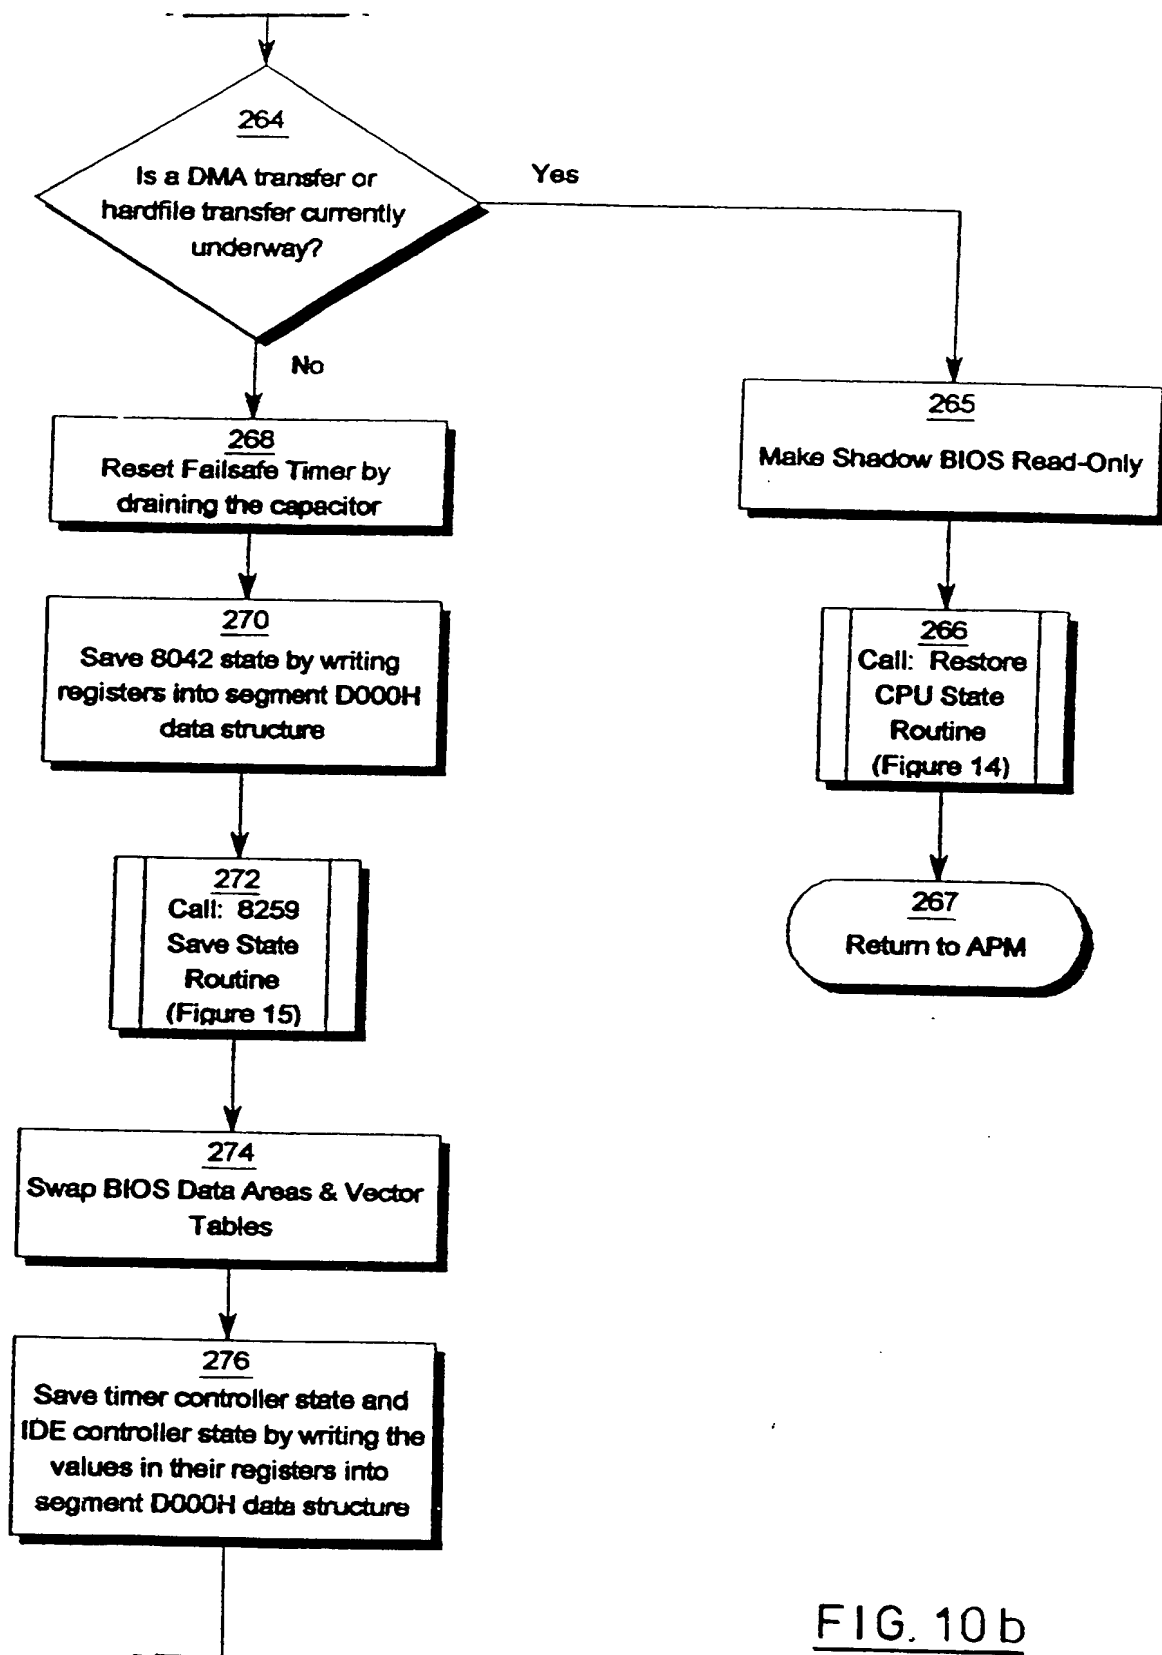 264
Is a DMA transfer or
hardfile transfer currently
underway?
Yes
No
268
Reset Failsafe Timer by
draining the capacitor
270
Save 8042 state by writing
registers into segment D000H
data structure
272
Call: 8259
Save State
Routine
(Figure 15)
274
Swap BIOS Data Areas & Vector
Tables
276
Save timer controller state and
IDE controller state by writing the
values in their registers into
segment D000H data structure
265
Make Shadow BIOS Read-Only
266
Call: Restore
CPU State
Routine
(Figure 14)
267
Return to APM
FIG. 10b